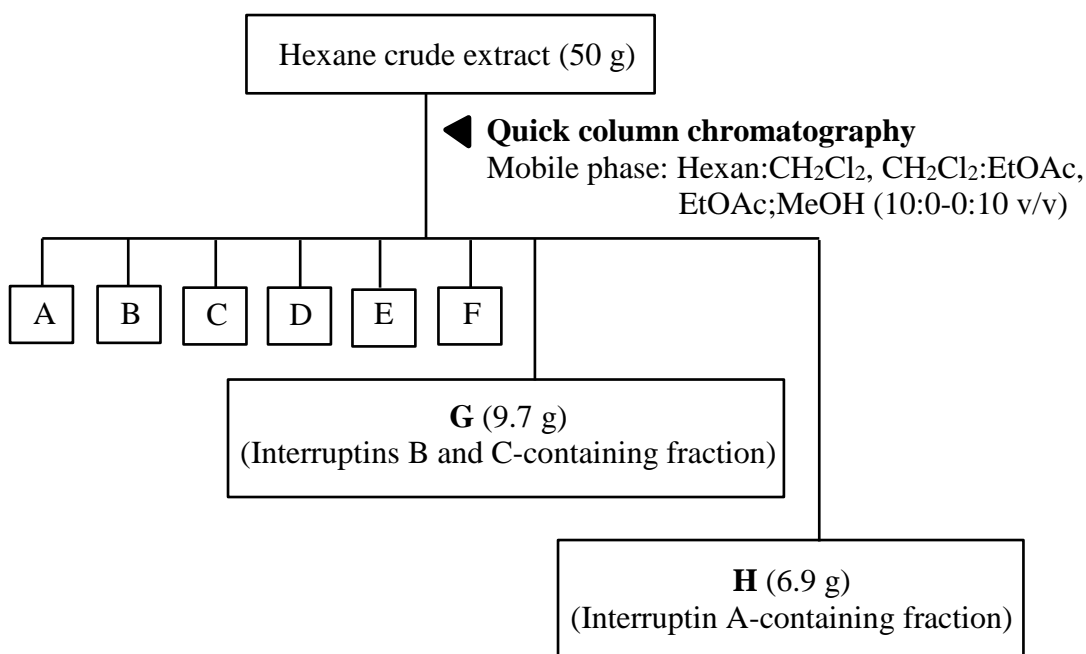 Hexane crude extract (50 g)
Quick column chromatography
Mobile phase: Hexan:CH₂Cl₂, CH₂Cl₂:EtOAc,
EtOAc;MeOH (10:0-0:10 v/v)
A
B
C
D
E
F
G (9.7 g)
(Interruptins B and C-containing fraction)
H (6.9 g)
(Interruptin A-containing fraction)